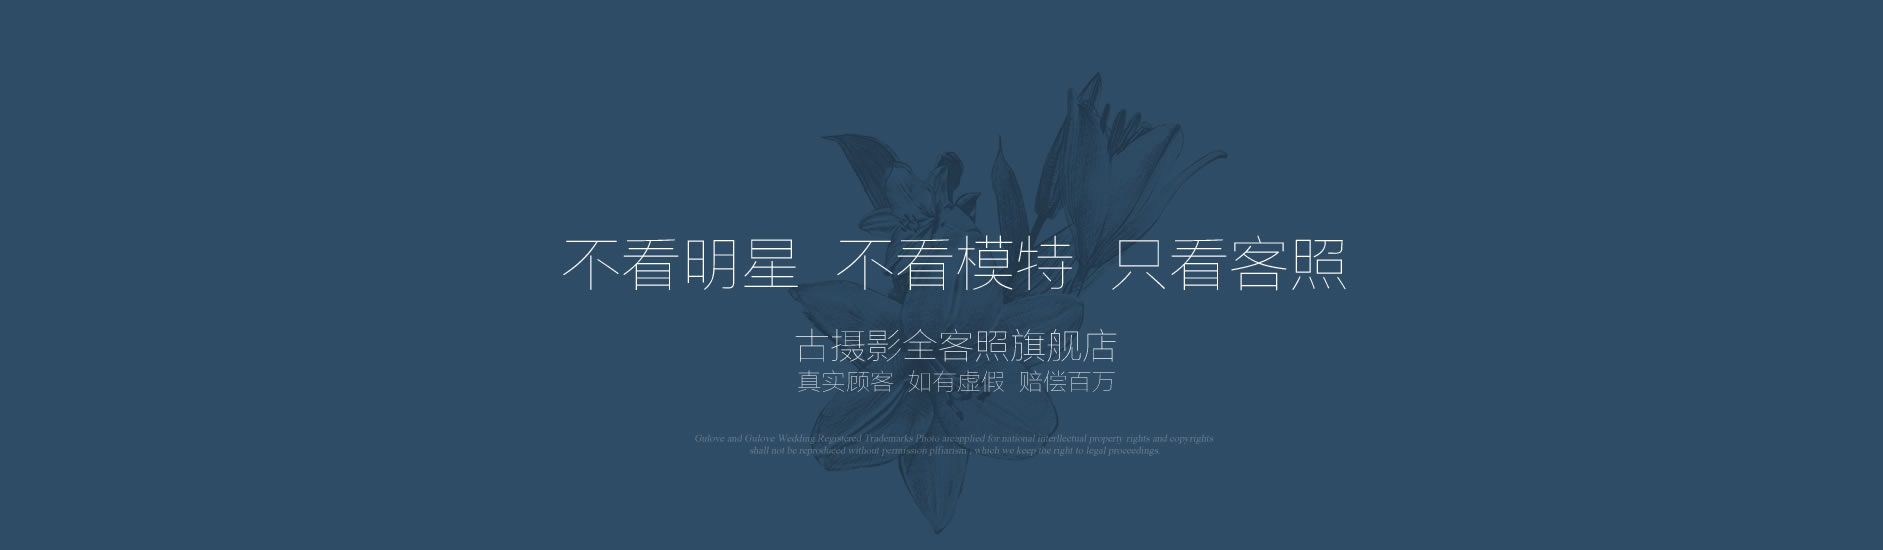 不看明星 不看模特 只看客照
古摄影全客照旗舰店
真实顾客 如有虚假 赔偿百万
Gulove and Gulove Wedding Registered Trademarks Photo areapplied for national interllectual property rights and copyrights
shall not be reproduced without permission plfiarism , which we keep the right to legal proceedings.